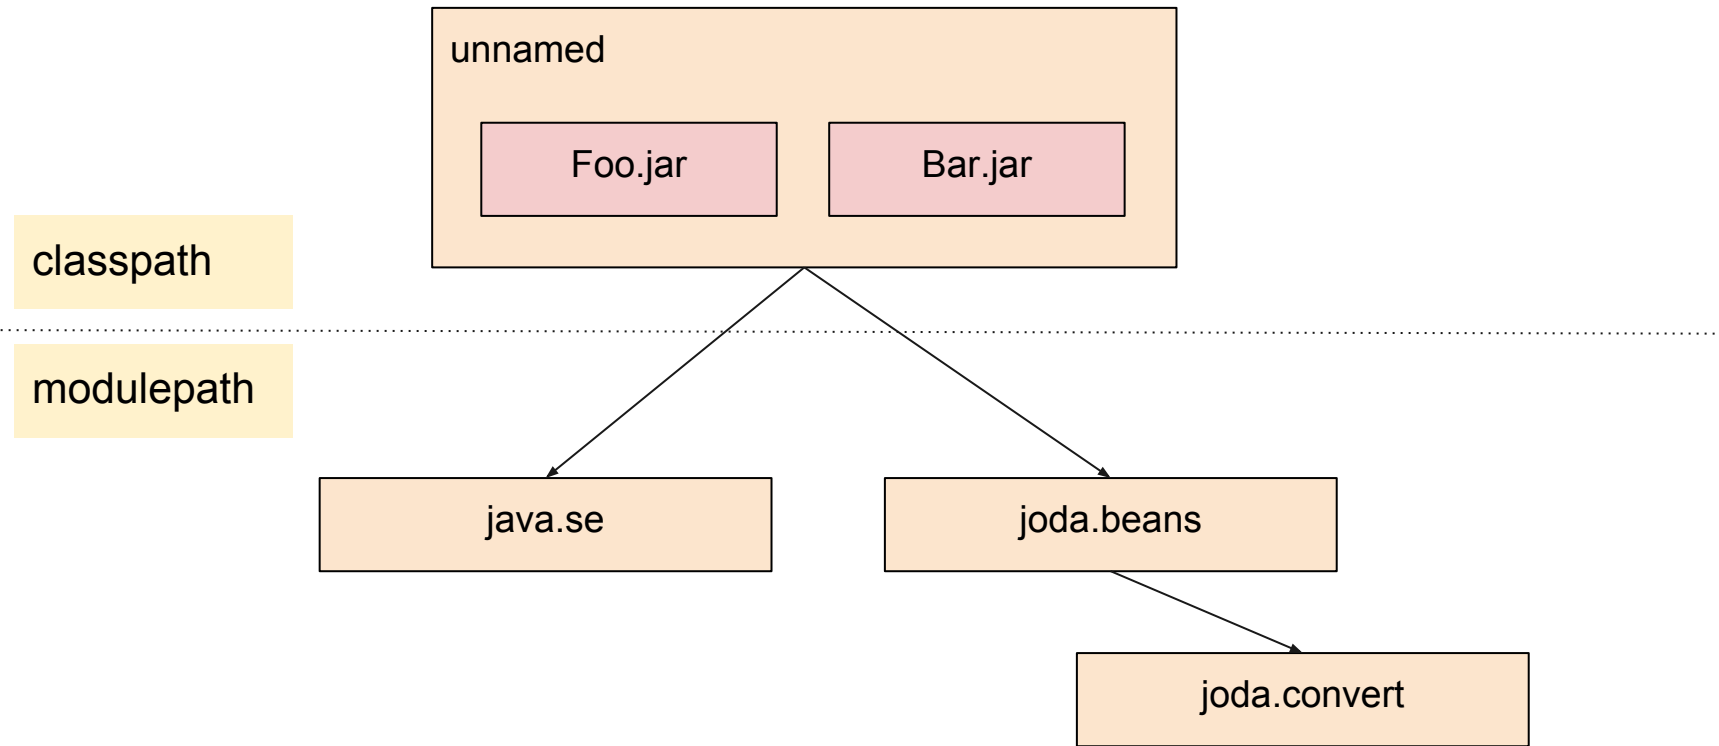 unnamed
Foo.jar
Bar.jar
classpath
modulepath
java.se
joda.beans
joda.convert